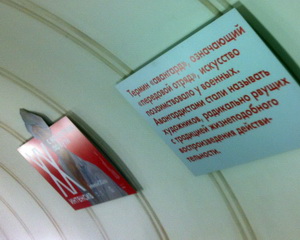 Термин «авангард», означающий
«передовой отряд», искусство
позаимствовало у военных.
Авангардистами стали называть
художников, радикально рвущих
с традицией жизнеподобного
воспроизведения действи-
тельности.
XX